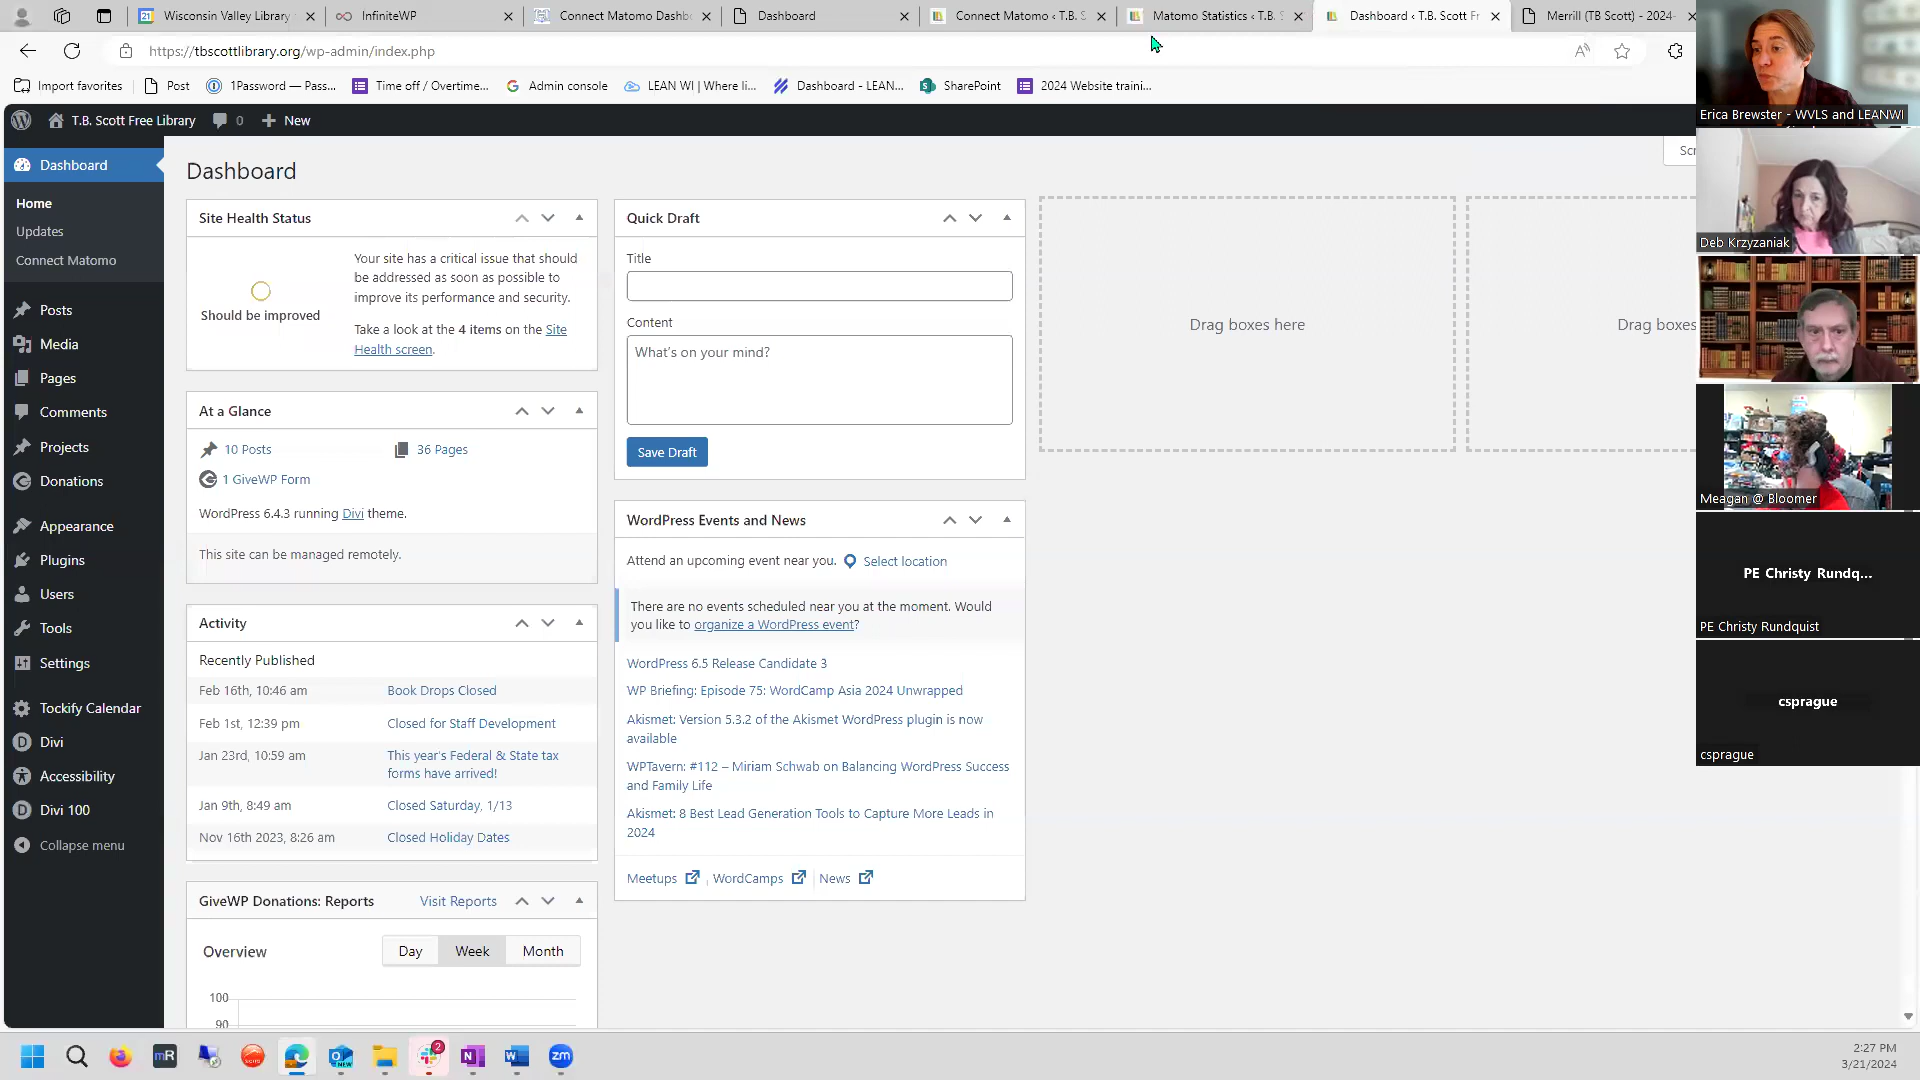 Wisconsin Valley Library
InfiniteWP
Connect Matomo Dashb
Dashboard
Connect Matomo ‹ T.B. S
Matomo Statistics ‹ T.B. S
Dashboard ‹ T.B. Scott Fr
Merrill (TB Scott) - 2024-
https://tbscottlibrary.org/wp-admin/index.php
Import favorites
Post
1Password — Pass...
Time off / Overtime...
Admin console
LEAN WI | Where li...
Dashboard - LEAN...
SharePoint
2024 Website traini...
T.B. Scott Free Library
0
New
Dashboard
Home
Updates
Connect Matomo
Posts
Media
Pages
Comments
Projects
Donations
Appearance
Plugins
Users
Tools
Settings
Tockify Calendar
Divi
Accessibility
Divi 100
Collapse menu
Dashboard
Scr
Site Health Status
Should be improved
Your site has a critical issue that should
be addressed as soon as possible to
improve its performance and security.
Take a look at the 4 items on the Site
Health screen.
At a Glance
10 Posts
36 Pages
1 GiveWP Form
WordPress 6.4.3 running Divi theme.
This site can be managed remotely.
Activity
Recently Published
Feb 16th, 10:46 am Book Drops Closed
Feb 1st, 12:39 pm Closed for Staff Development
Jan 23rd, 10:59 am This year's Federal & State tax
forms have arrived!
Jan 9th, 8:49 am Closed Saturday, 1/13
Nov 16th 2023, 8:26 am Closed Holiday Dates
GiveWP Donations: Reports
Visit Reports
Overview
Day
Week
Month
100
90
Quick Draft
Title
Content
What's on your mind?
Save Draft
WordPress Events and News
Attend an upcoming event near you.
Select location
There are no events scheduled near you at the moment. Would
you like to organize a WordPress event?
WordPress 6.5 Release Candidate 3
WP Briefing: Episode 75: WordCamp Asia 2024 Unwrapped
Akismet: Version 5.3.2 of the Akismet WordPress plugin is now
available
WPTavern: #112 – Miriam Schwab on Balancing WordPress Success
and Family Life
Akismet: 8 Best Lead Generation Tools to Capture More Leads in
2024
Meetups , WordCamps | News
Drag boxes here
Drag boxes
Erica Brewster - WVLS and LEANWI
Deb Krzyzaniak
Meagan @ Bloomer
PE Christy Rundq...
PE Christy Rundquist
csprague
csprague
mR
NEW
2
zm
2:27 PM
3/21/2024